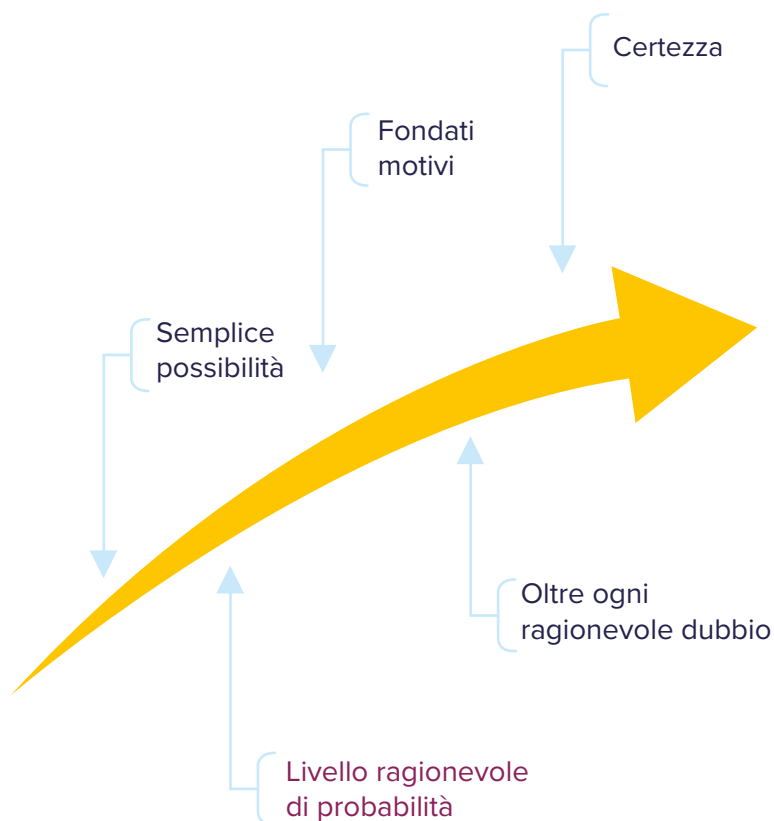 Certezza
Fondati
motivi
Semplice
possibilità
Oltre ogni
ragionevole dubbio
Livello ragionevole
di probabilità